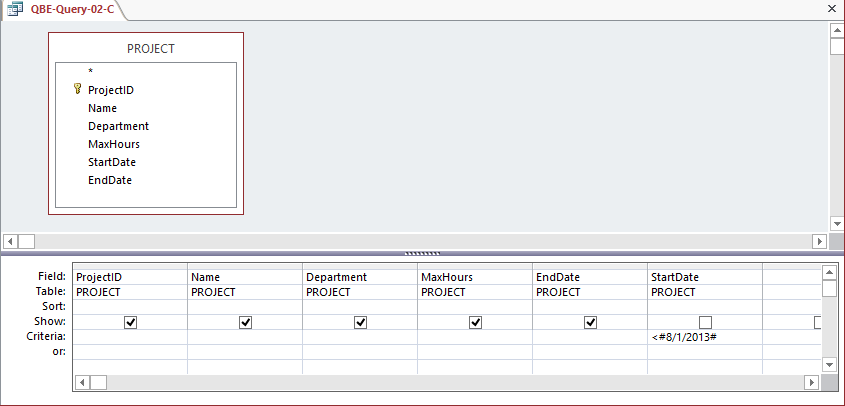 QBE-Query-02-C
PROJECT
*
ProjectID
Name
Department
MaxHours
StartDate
EndDate
Field: ProjectID Name Department MaxHours EndDate StartDate
Table: PROJECT PROJECT PROJECT PROJECT PROJECT PROJECT
Sort:
Show:
Criteria: <#8/1/2013#
or: